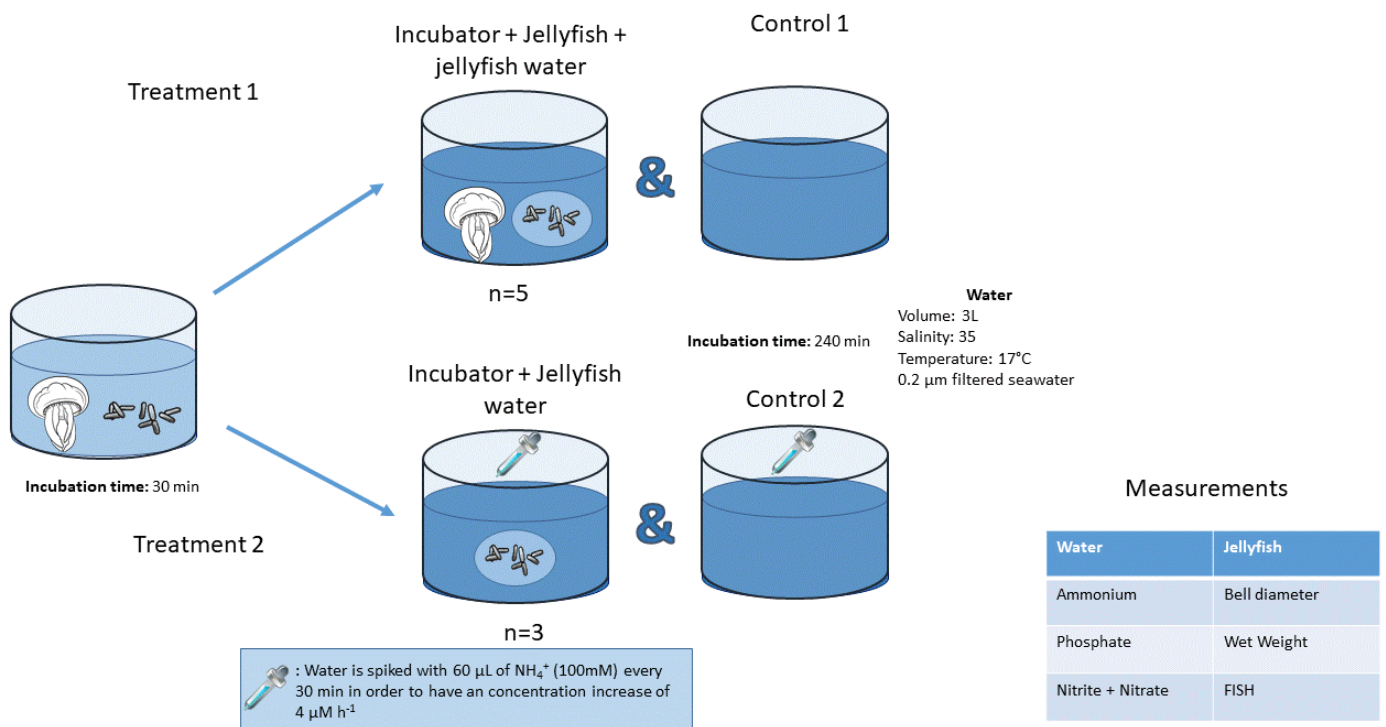 Treatment 1
Incubator + Jellyfish +
jellyfish water
Control 1
&
n=5
Incubation time: 30 min
Incubation time: 240 min
Water
Volume: 3L
Salinity: 35
Temperature: 17°C
0.2 µm filtered seawater
Treatment 2
Incubator + Jellyfish
water
Control 2
&
n=3
: Water is spiked with 60 µL of NH₄⁺ (100mM) every
30 min in order to have an concentration increase of
4 µM h⁻¹
Measurements
Water Jellyfish
Ammonium Bell diameter
Phosphate Wet Weight
Nitrite + Nitrate FISH